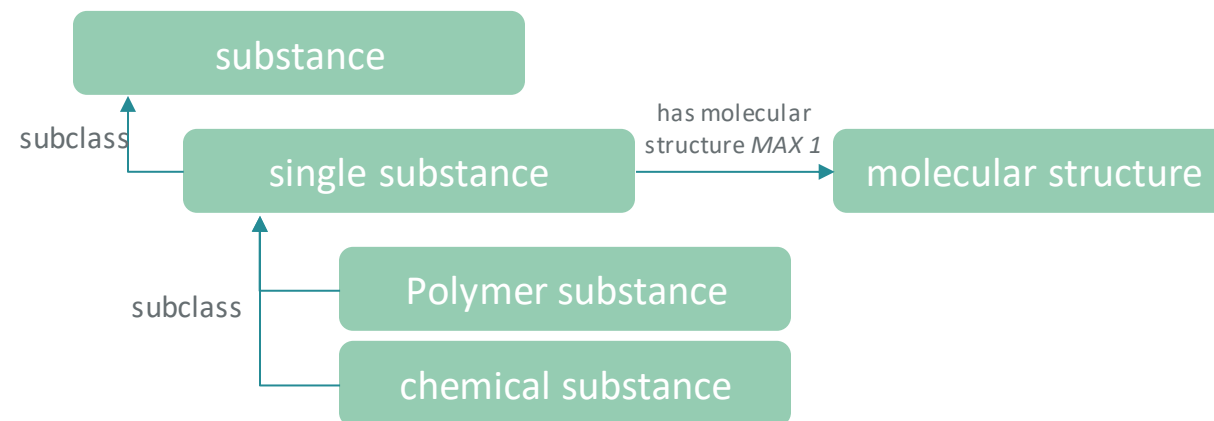 substance
subclass
has molecular
structure MAX 1
single substance
molecular structure
Polymer substance
subclass
chemical substance